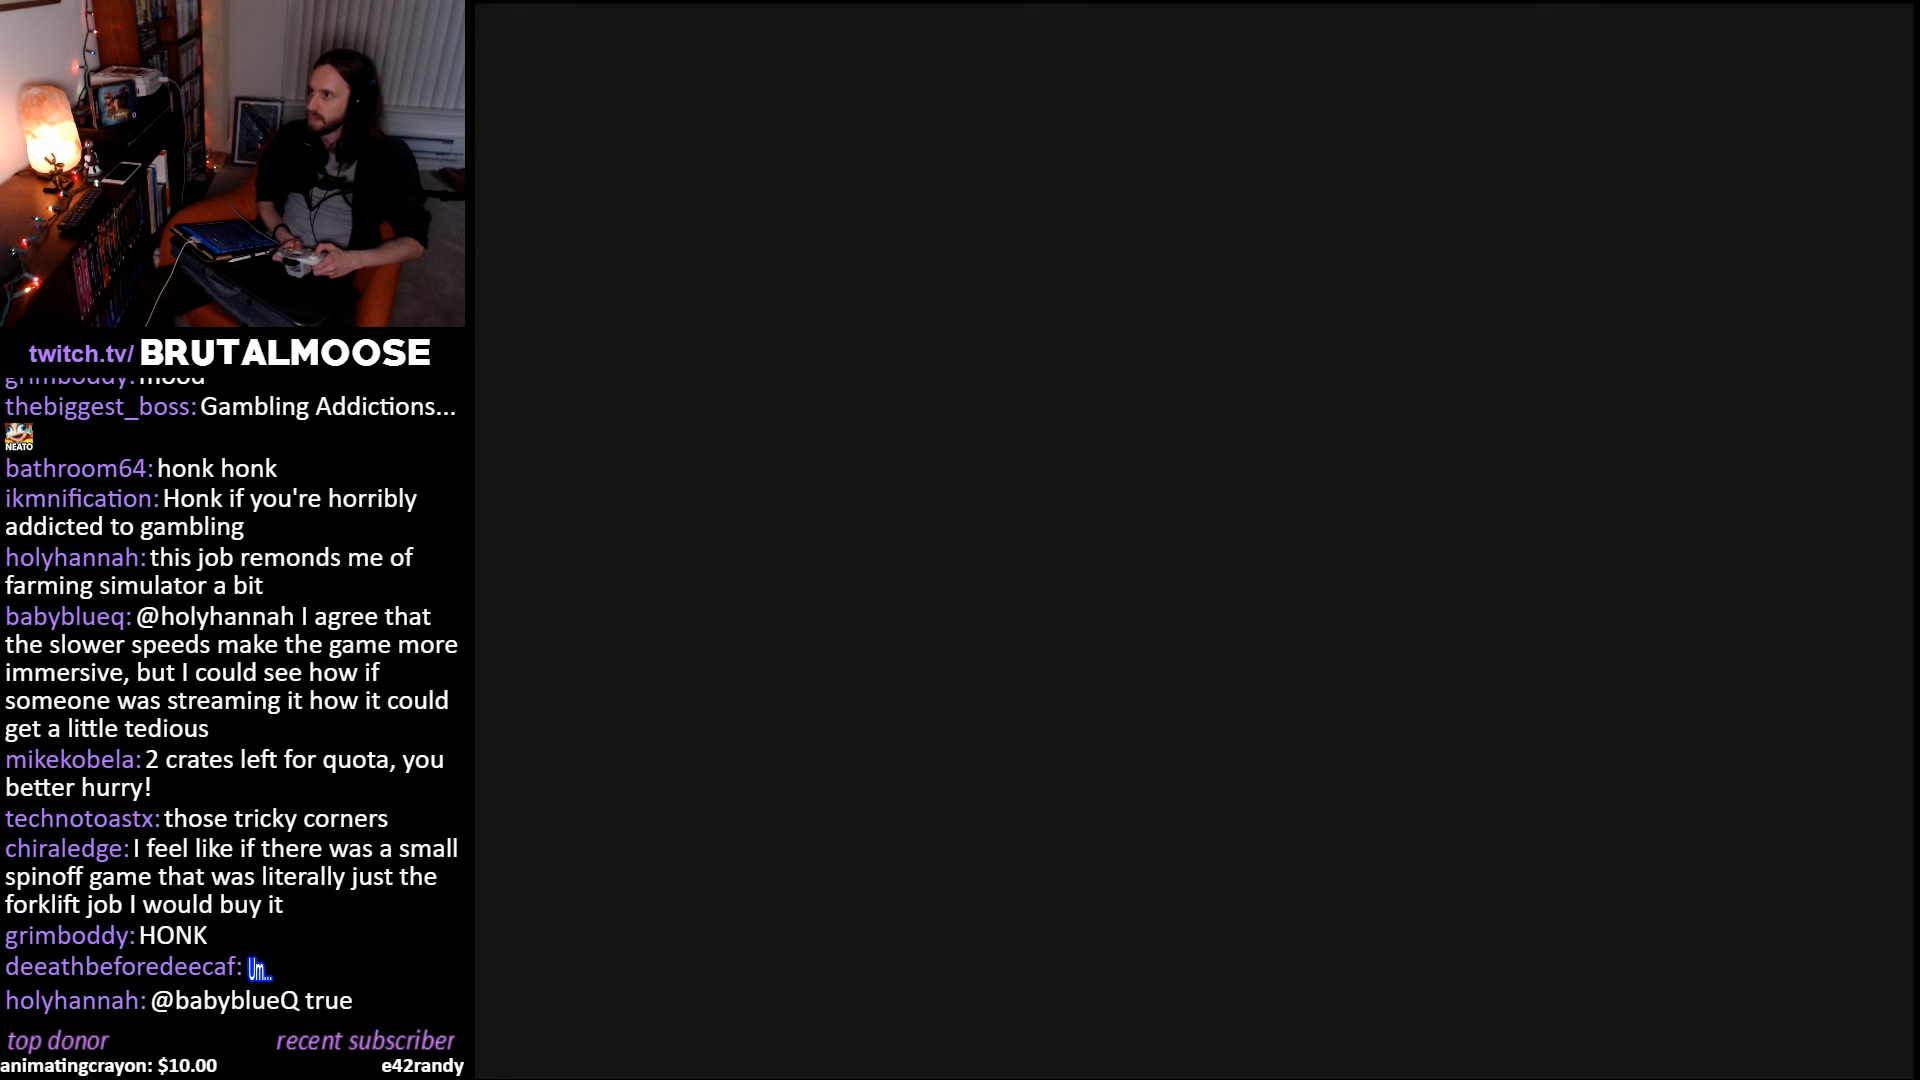 twitch.tv/ BRUTALMOOSE
grimboddy: mood
thebiggest_boss: Gambling Addictions...
NEATO
bathroom64: honk honk
ikmnification: Honk if you're horribly
addicted to gambling
holyhannah: this job remonds me of
farming simulator a bit
babyblueq: @holyhannah I agree that
the slower speeds make the game more
immersive, but I could see how if
someone was streaming it how it could
get a little tedious
mikekobela: 2 crates left for quota, you
better hurry!
technotoastx: those tricky corners
chiraledge: I feel like if there was a small
spinoff game that was literally just the
forklift job I would buy it
grimboddy: HONK
deeathbeforedeecaf: Um...
holyhannah: @babyblueQ true
top donor recent subscriber
animatingcrayon: $10.00 e42randy